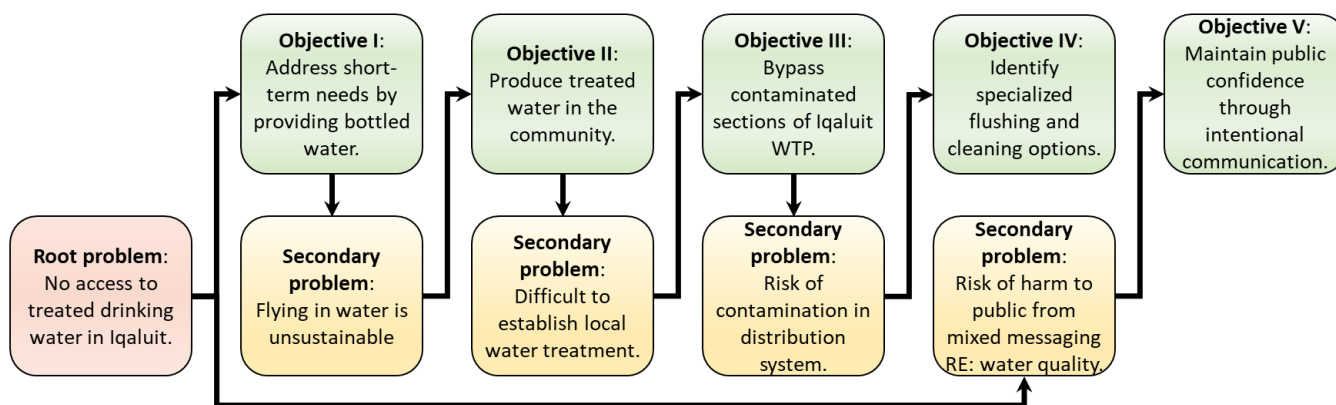 Objective I:
Address short-
term needs by
providing bottled
water.
Objective II:
Produce treated
water in the
community.
Objective III:
Bypass
contaminated
sections of Iqaluit
WTP.
Objective IV:
Identify
specialized
flushing and
cleaning options.
Objective V:
Maintain public
confidence
through
intentional
communication.
Root problem:
No access to
treated drinking
water in Iqaluit.
Secondary
problem:
Flying in water is
unsustainable
Secondary
problem:
Difficult to
establish local
water treatment.
Secondary
problem:
Risk of
contamination in
distribution
system.
Secondary
problem:
Risk of harm to
public from
mixed messaging
RE: water quality.